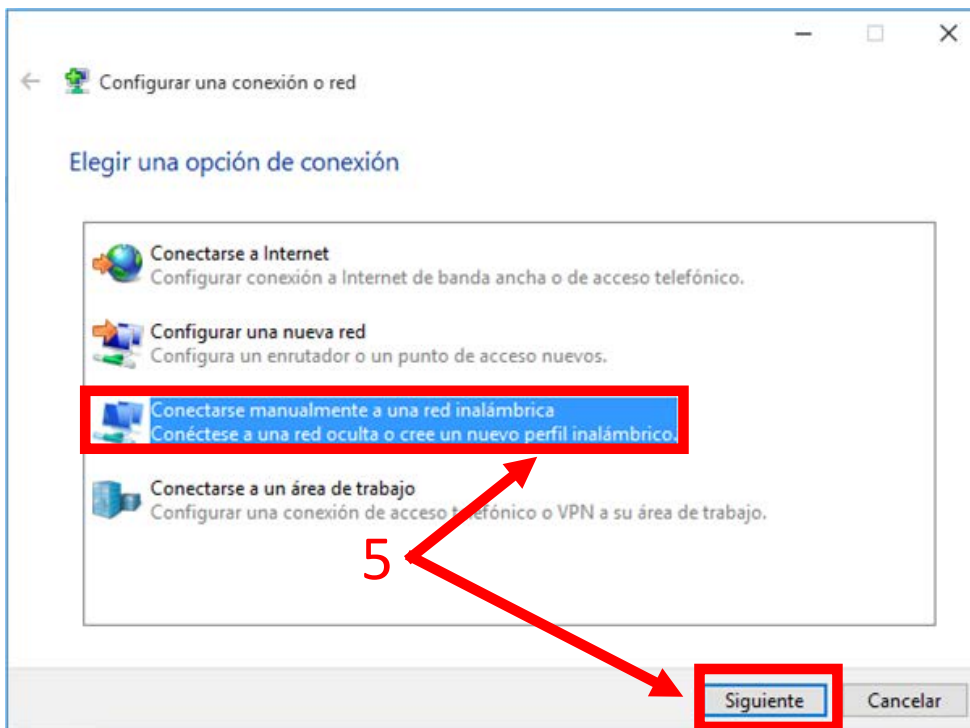 Configurar una conexión o red
Elegir una opción de conexión
Conectarse a Internet
Configurar conexión a Internet de banda ancha o de acceso telefónico.
Configurar una nueva red
Configura un enrutador o un punto de acceso nuevos.
Conectarse manualmente a una red inalámbrica
Conéctese a una red oculta o cree un nuevo perfil inalámbrico.
Conectarse a un área de trabajo
Configurar una conexión de acceso telefónico o VPN a su área de trabajo.
5
Siguiente Cancelar